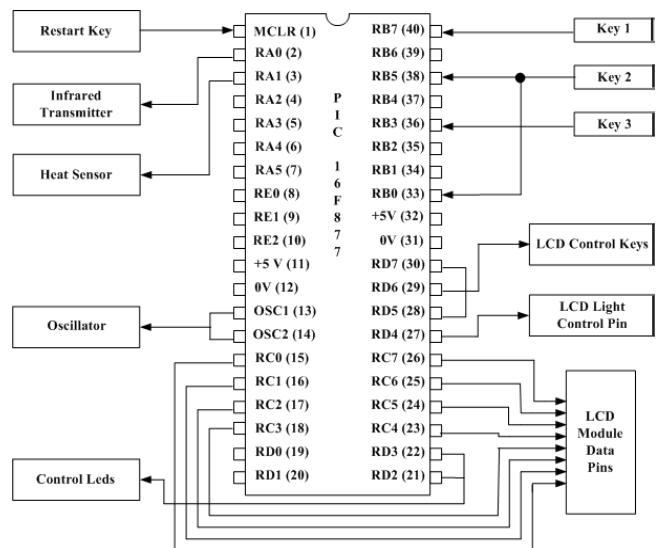 Restart Key
Infrared
Transmitter
Heat Sensor
Oscillator
Control Leds
MCLR (1)
RA0 (2)
RA1 (3)
RA2 (4)
RA3 (5)
RA4 (6)
RA5 (7)
RE0 (8)
RE1 (9)
RE2 (10)
+5 V (11)
0V (12)
OSC1 (13)
OSC2 (14)
RC0 (15)
RC1 (16)
RC2 (17)
RC3 (18)
RD0 (19)
RD1 (20)
PIC 16F877
RB7 (40)
RB6 (39)
RB5 (38)
RB4 (37)
RB3 (36)
RB2 (35)
RB1 (34)
RB0 (33)
+5V (32)
0V (31)
RD7 (30)
RD6 (29)
RD5 (28)
RD4 (27)
RC7 (26)
RC6 (25)
RC5 (24)
RC4 (23)
RD3 (22)
RD2 (21)
Key 1
Key 2
Key 3
LCD Control Keys
LCD Light
Control Pin
LCD
Module
Data
Pins